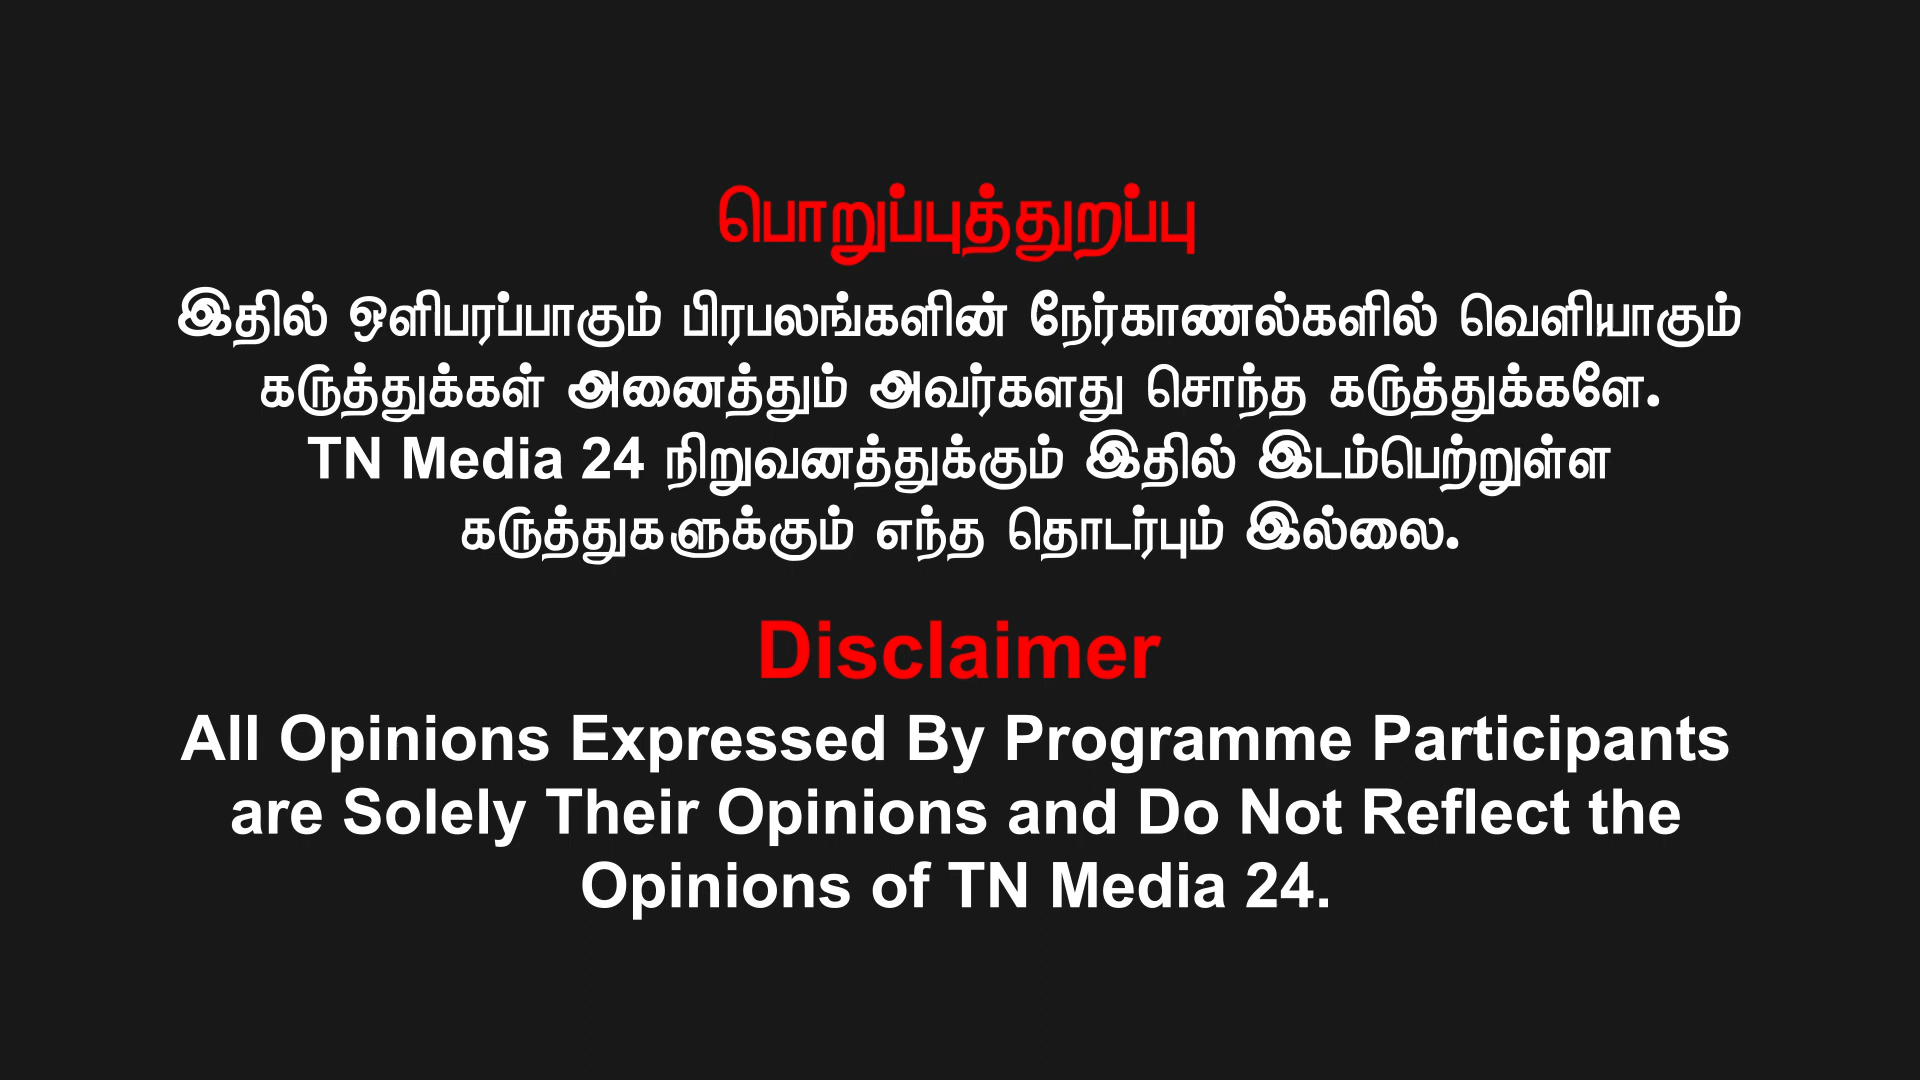 பொறுப்புத்துறப்பு
இதில் ஒளிபரப்பாகும் பிரபலங்களின் நேர்காணல்களில் வெளியாகும்
கருத்துக்கள் அனைத்தும் அவர்களது சொந்த கருத்துக்களே.
TN Media 24 நிறுவனத்துக்கும் இதில் இடம்பெற்றுள்ள
கருத்துகளுக்கும் எந்த தொடர்பும் இல்லை.
Disclaimer
All Opinions Expressed By Programme Participants
are Solely Their Opinions and Do Not Reflect the
Opinions of TN Media 24.